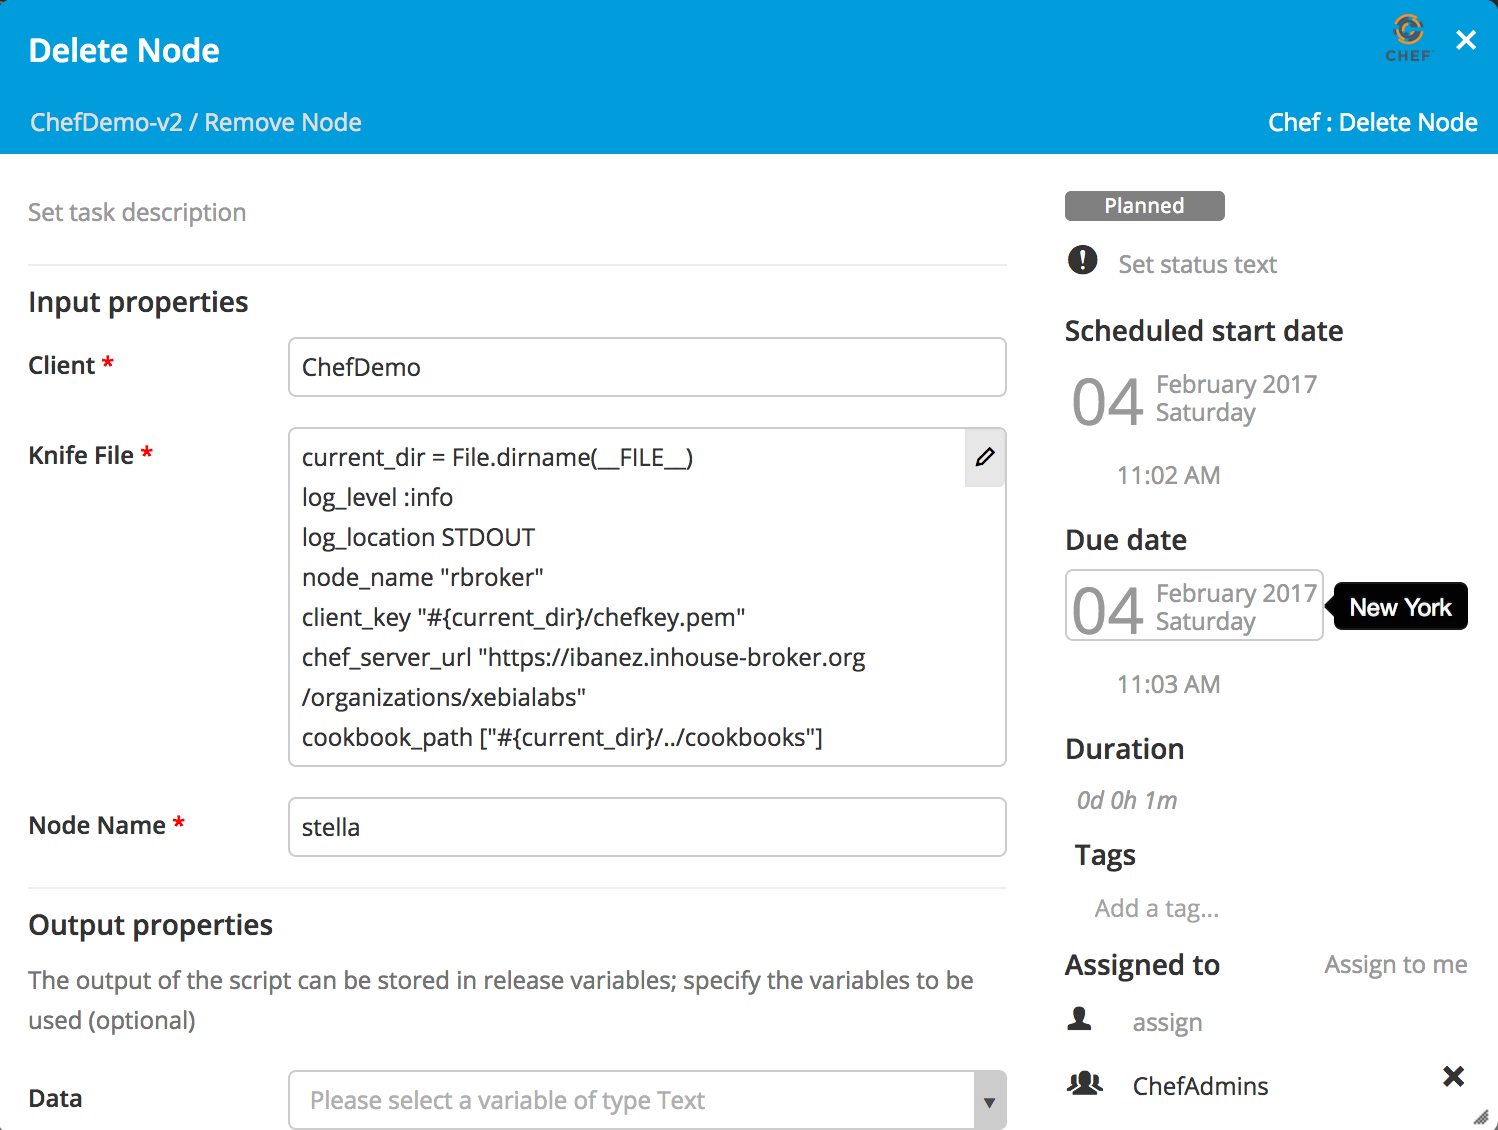 Delete Node
CHEF
ChefDemo-v2 / Remove Node
Chef : Delete Node
Set task description
Input properties
Client *
ChefDemo
Knife File *
current_dir = File.dirname(__FILE__)
log_level :info
log_location STDOUT
node_name "rbroker"
client_key "#{current_dir}/chefkey.pem"
chef_server_url "https://ibanez.inhouse-broker.org
/organizations/xebialabs"
cookbook_path ["#{current_dir}/../cookbooks"]
Node Name *
stella
Output properties
The output of the script can be stored in release variables; specify the variables to be
used (optional)
Data
Please select a variable of type Text
Planned
Set status text
Scheduled start date
04
February 2017
Saturday
11:02 AM
Due date
04
February 2017
Saturday
New York
11:03 AM
Duration
0d 0h 1m
Tags
Add a tag...
Assigned to
Assign to me
assign
ChefAdmins